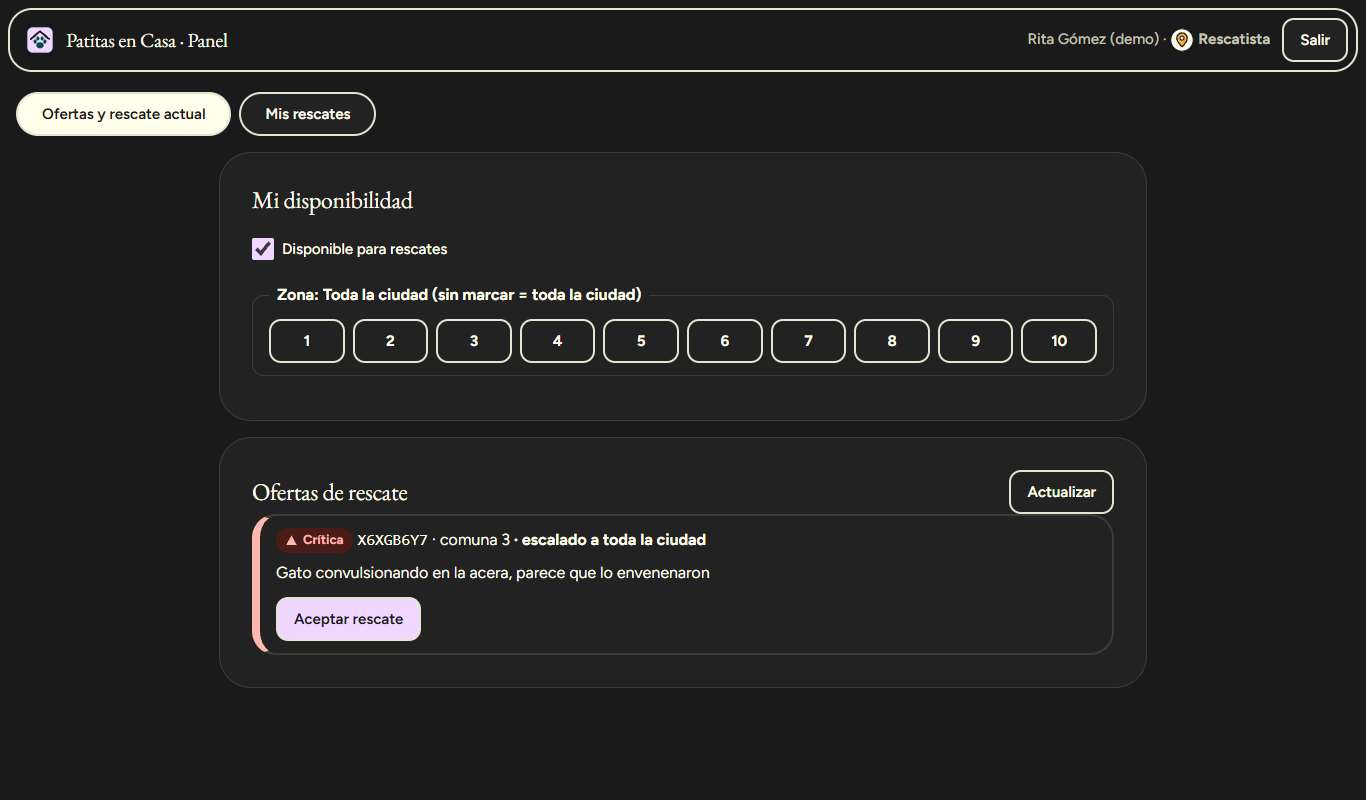 Patitas en Casa · Panel
Rita Gómez (demo) · Rescatista
Salir
Ofertas y rescate actual
Mis rescates
Mi disponibilidad
Disponible para rescates
Zona: Toda la ciudad (sin marcar = toda la ciudad)
1 2 3 4 5 6 7 8 9 10
Ofertas de rescate
Actualizar
Crítica X6XGB6Y7 · comuna 3 · escalado a toda la ciudad
Gato convulsionando en la acera, parece que lo envenenaron
Aceptar rescate